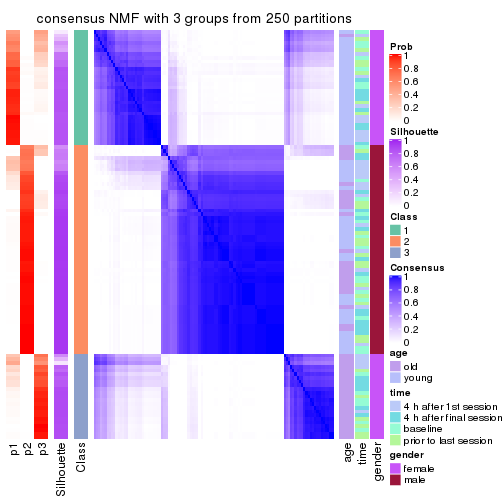 consensus NMF with 3 groups from 250 partitions
Prob
1
0.8
0.6
0.4
0.2
0
Silhouette
1
0.8
0.6
0.4
0.2
0
Class
1
2
3
Consensus
1
0.8
0.6
0.4
0.2
0
age
old
young
time
4 h after 1st session
4 h after final session
baseline
prior to last session
gender
female
male
p1
p2
p3
Silhouette
Class
age
time
gender